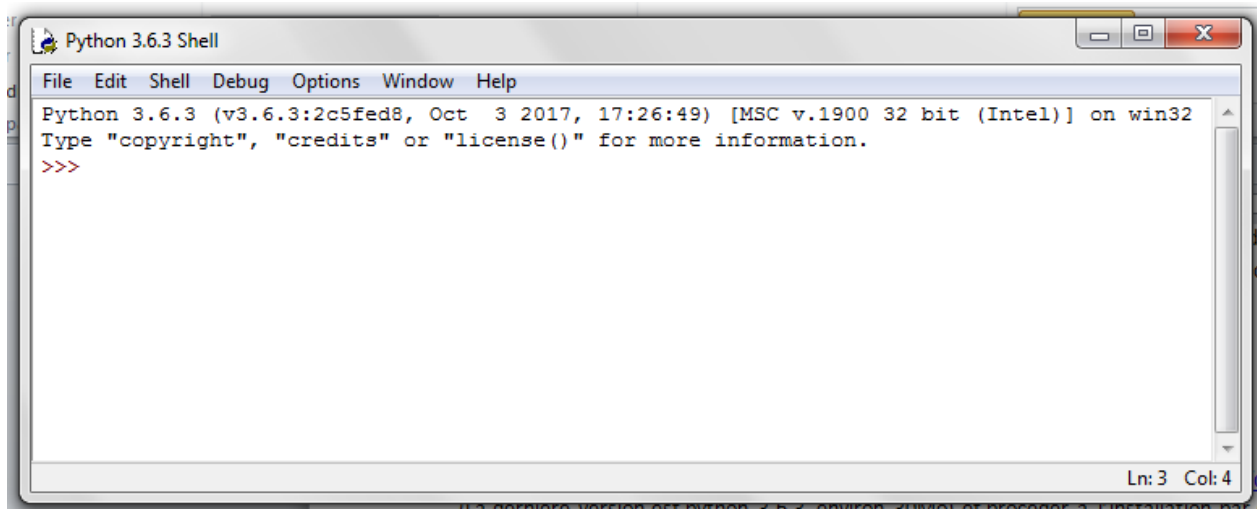 Python 3.6.3 Shell
File Edit Shell Debug Options Window Help
Python 3.6.3 (v3.6.3:2c5fed8, Oct  3 2017, 17:26:49) [MSC v.1900 32 bit (Intel)] on win32
Type "copyright", "credits" or "license()" for more information.
>>>
Ln: 3 Col: 4